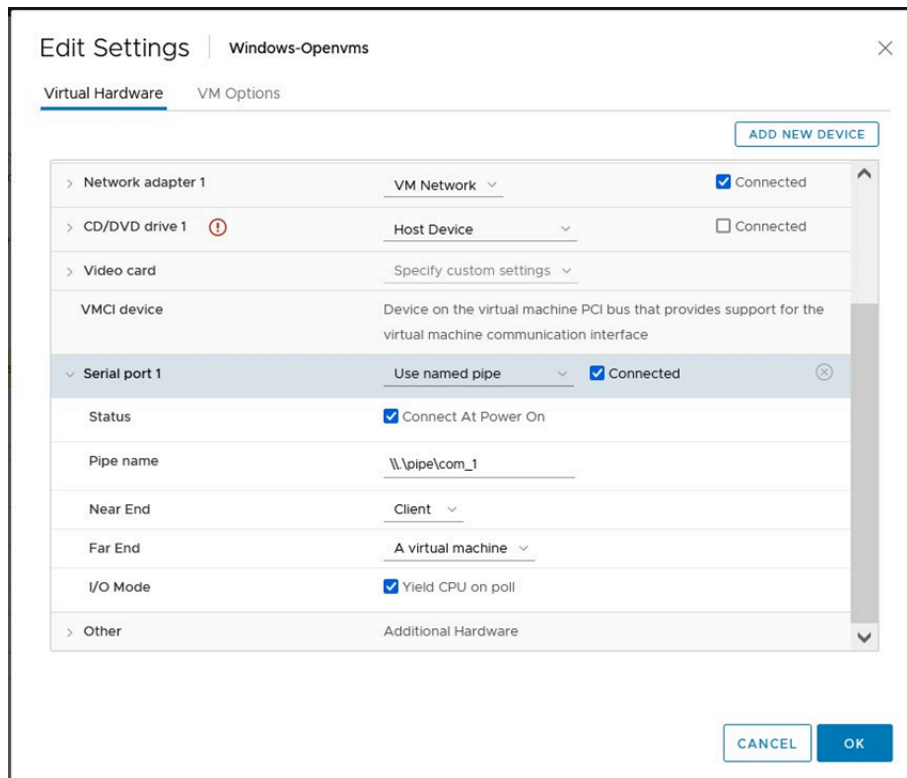 Edit Settings Windows-Openvms
Virtual Hardware VM Options
ADD NEW DEVICE
Network adapter 1 VM Network Connected
CD/DVD drive 1 Host Device Connected
Video card Specify custom settings
VMCI device Device on the virtual machine PCI bus that provides support for the
virtual machine communication interface
Serial port 1 Use named pipe Connected
Status Connect At Power On
Pipe name \\.\pipe\com_1
Near End Client
Far End A virtual machine
I/O Mode Yield CPU on poll
Other Additional Hardware
CANCEL OK